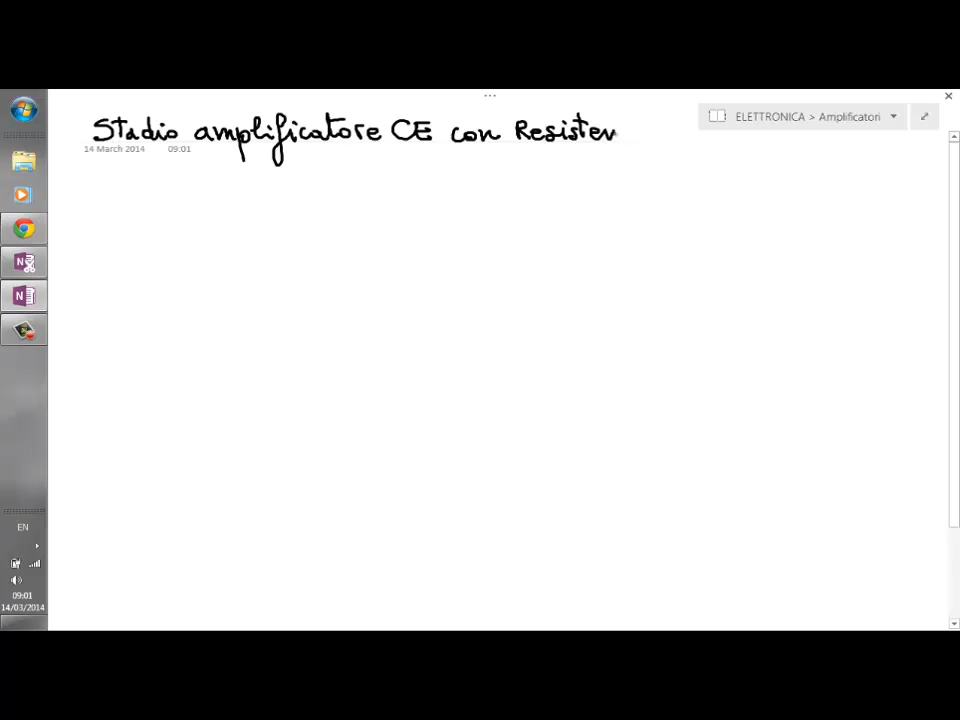 Stadio amplificatore CE con Resisten
ELETTRONICA > Amplificatori
14 March 2014 09:01
EN
09:01
14/03/2014